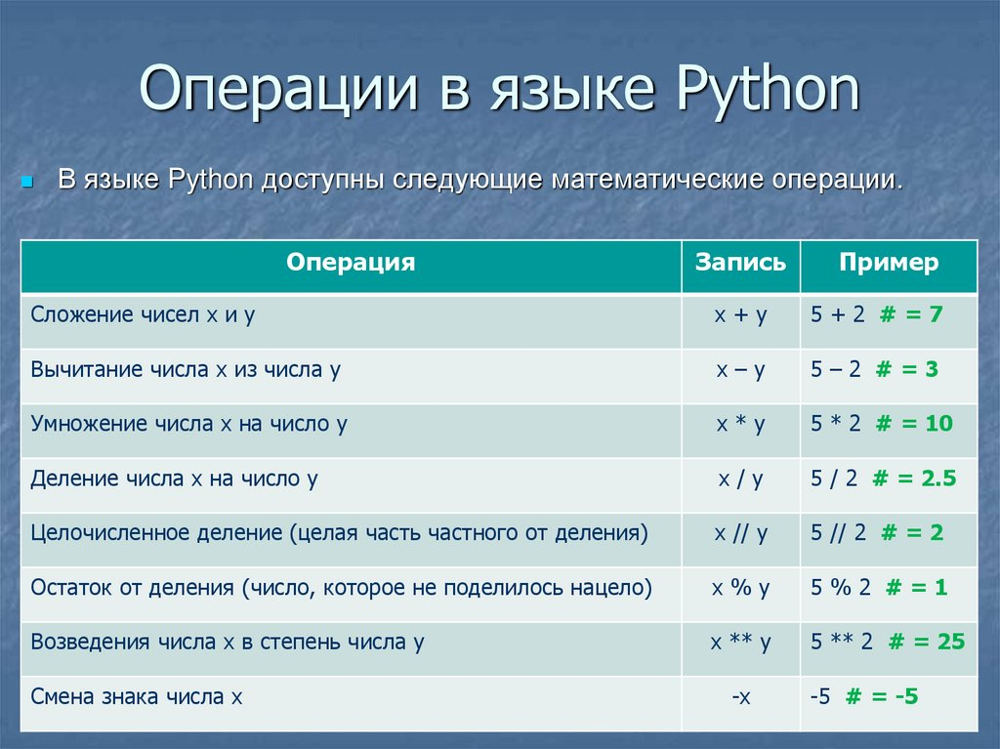 Операции в языке Python
В языке Python доступны следующие математические операции.
Операция Запись Пример
Сложение чисел x и y x + y 5 + 2 # = 7
Вычитание числа x из числа y x – y 5 – 2 # = 3
Умножение числа x на число y x * y 5 * 2 # = 10
Деление числа x на число y x / y 5 / 2 # = 2.5
Целочисленное деление (целая часть частного от деления) x // y 5 // 2 # = 2
Остаток от деления (число, которое не поделилось нацело) x % y 5 % 2 # = 1
Возведения числа x в степень числа y x ** y 5 ** 2 # = 25
Смена знака числа x -x -5 # = -5